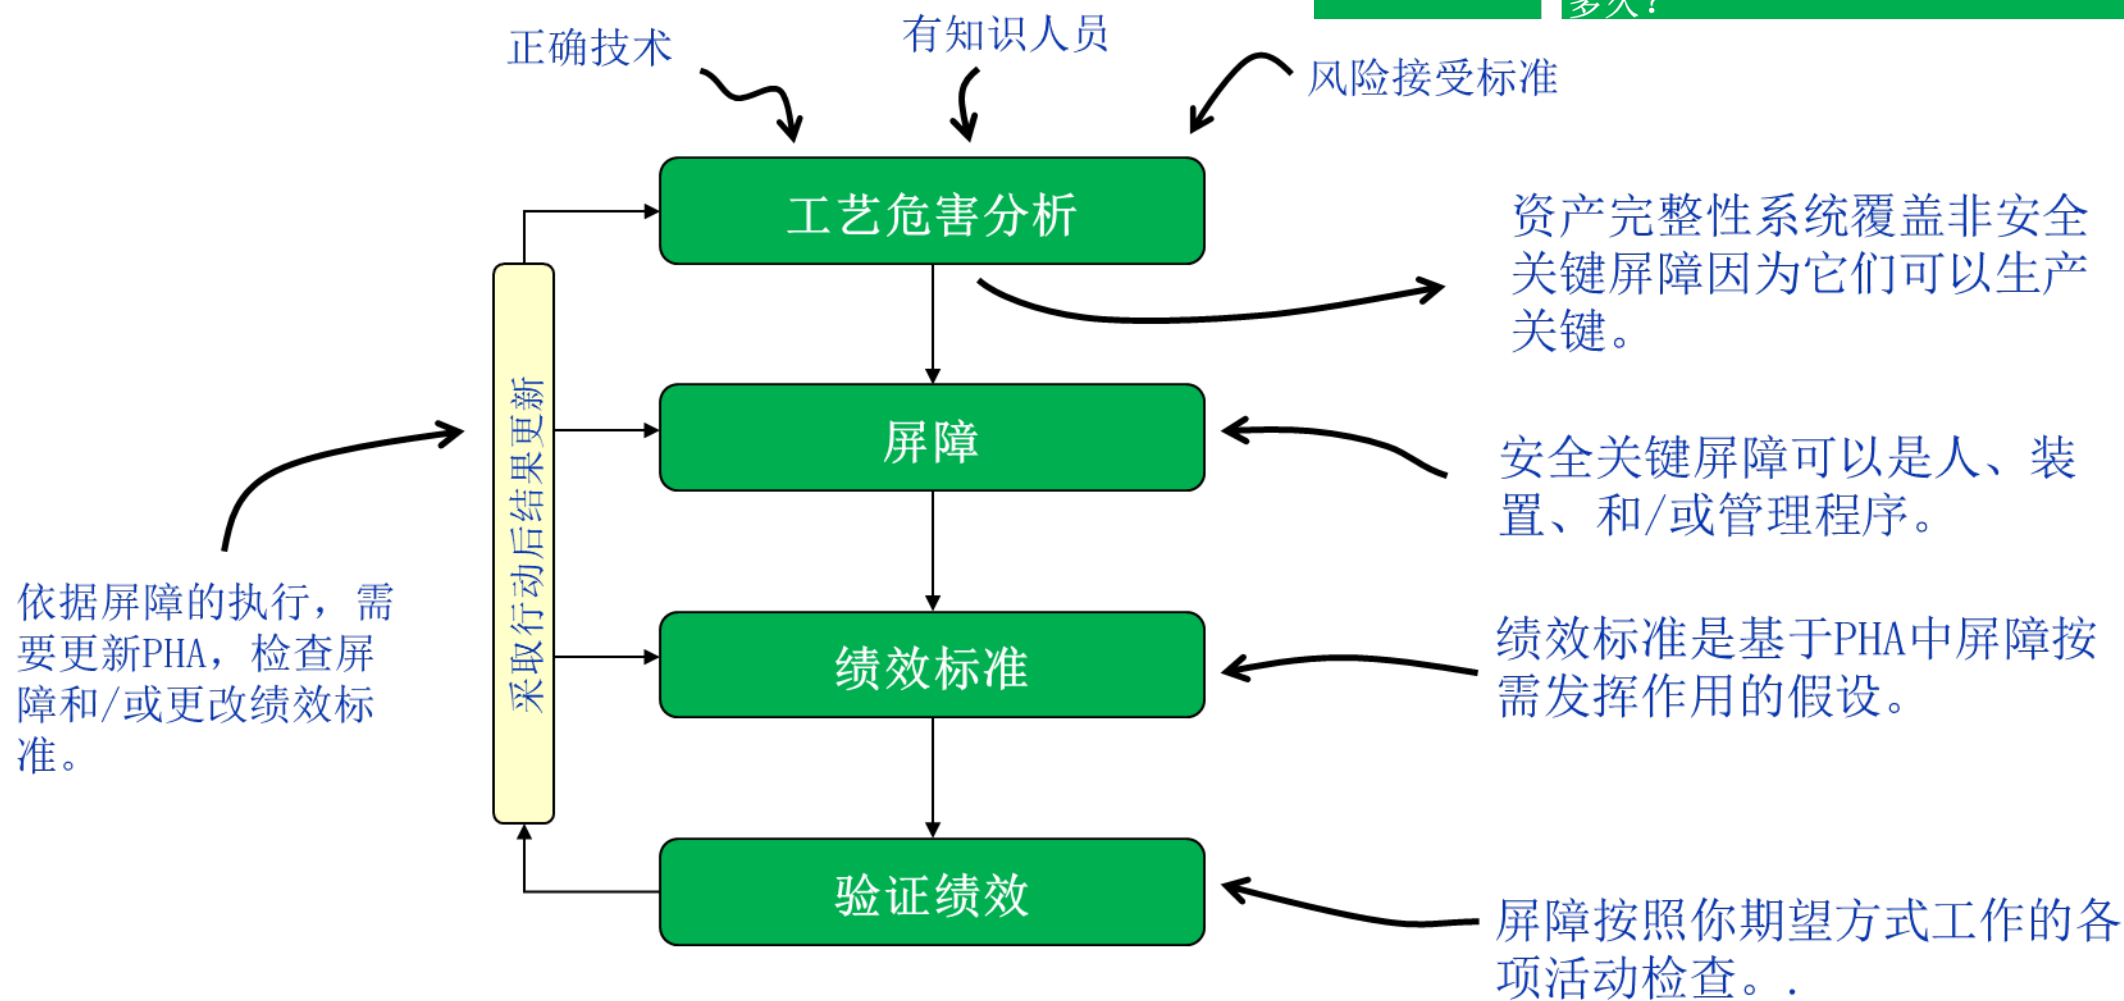 多久？
正确技术
有知识人员
风险接受标准
工艺危害分析
资产完整性系统覆盖非安全
关键屏障因为它们可以生产
关键。
屏障
安全关键屏障可以是人、装
置、和/或管理程序。
采取行动后结果更新
依据屏障的执行，需
要更新PHA，检查屏
障和/或更改绩效标
准。
绩效标准
绩效标准是基于PHA中屏障按
需发挥作用的假设。
验证绩效
屏障按照你期望方式工作的各
项活动检查。.